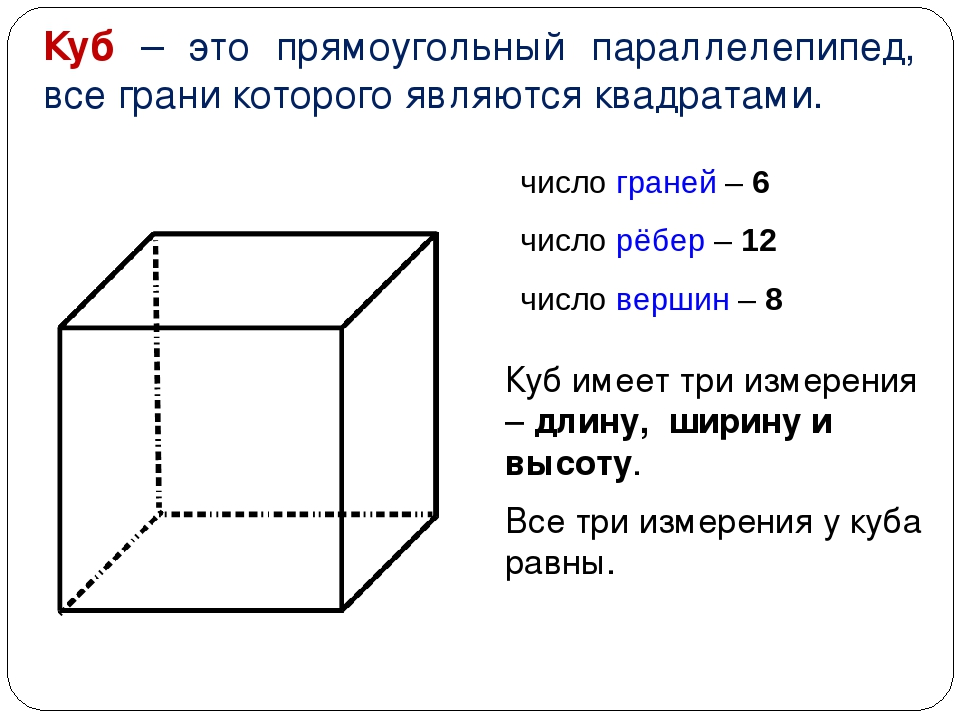 Куб – это прямоугольный параллелепипед,
все грани которого являются квадратами.
число граней – 6
число рёбер – 12
число вершин – 8
Куб имеет три измерения
– длину, ширину и
высоту.
Все три измерения у куба
равны.